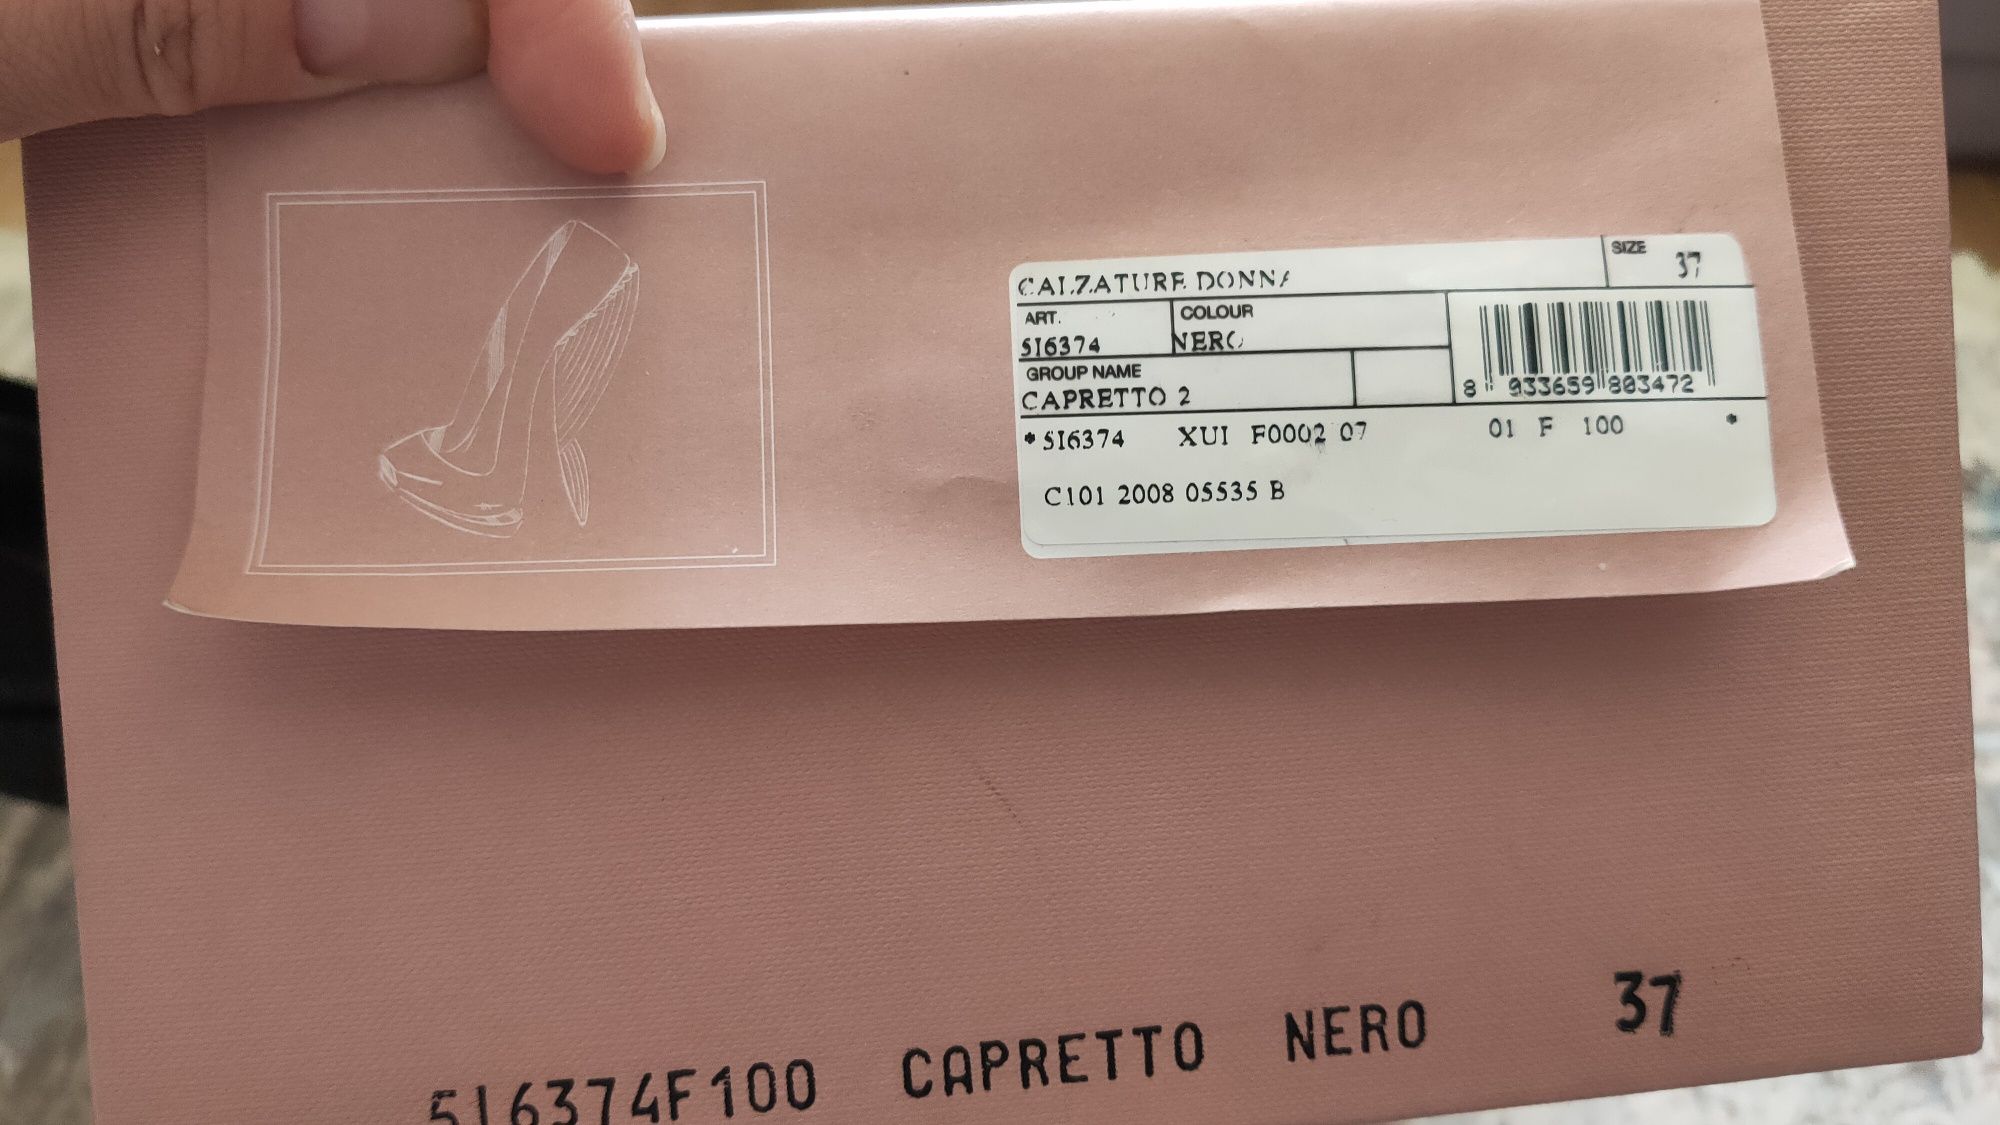 CALZATURE DONNA
SIZE
37
ART.
5I6374
COLOUR
NERO
GROUP NAME
CAPRETTO 2
8 033659 803472
* 5I6374 XUI F0002 07 01 F 100 *
C101 2008 05535 B
5I6374F100 CAPRETTO NERO 37